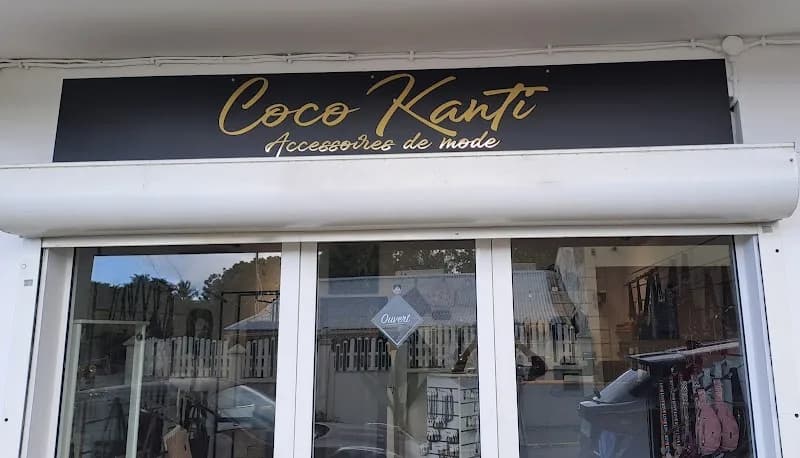 Coco Kanti
Accessoires de mode
Ouvert